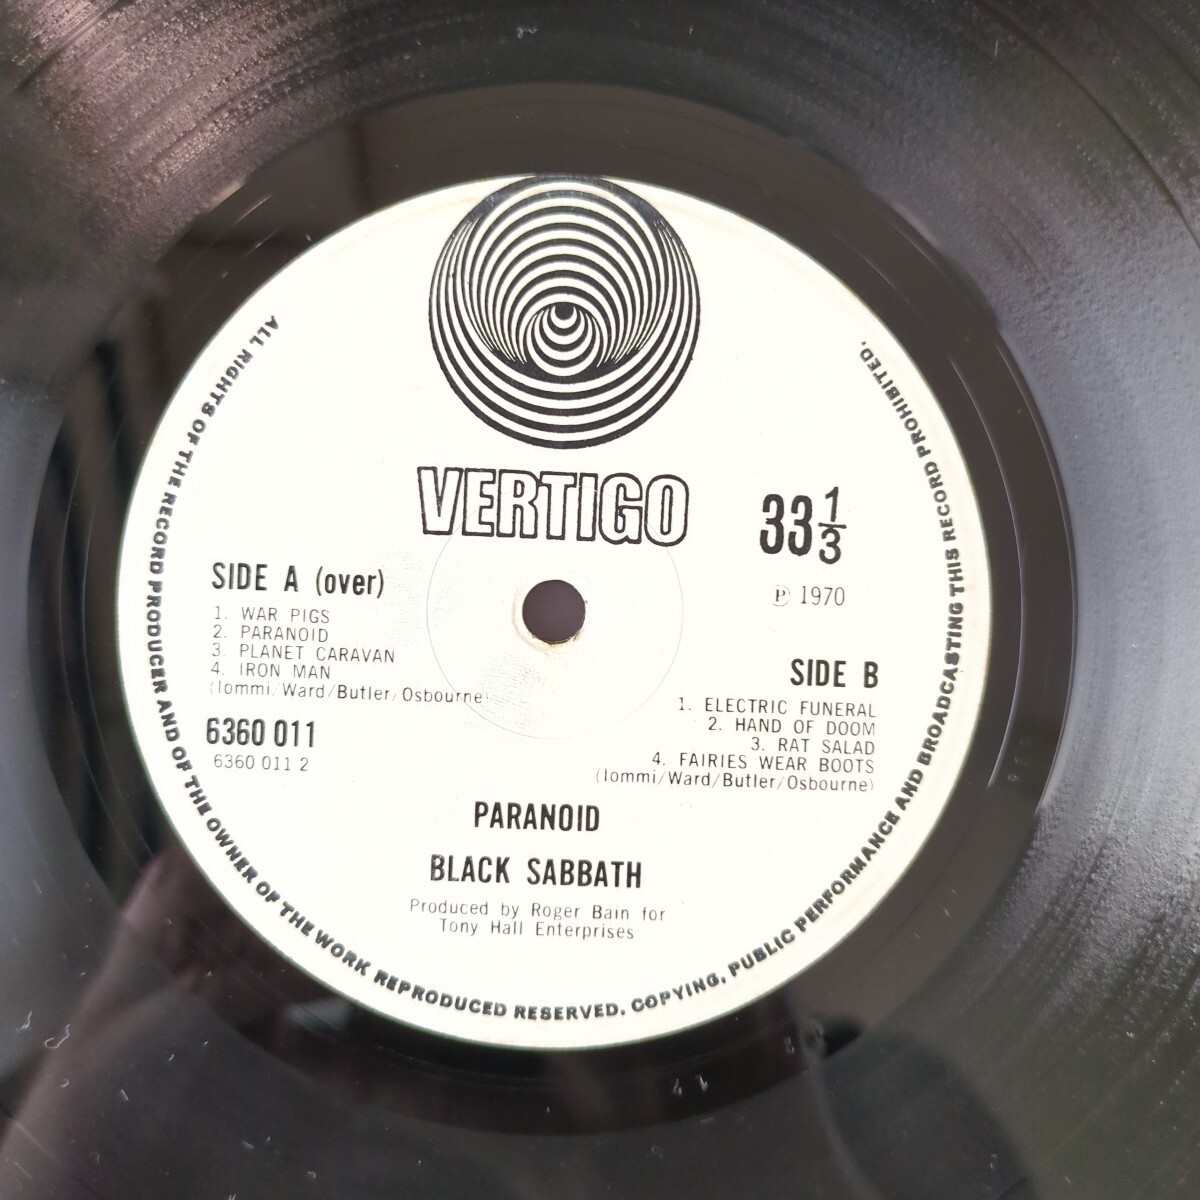 VERTIGO
33 1/3
℗ 1970
SIDE A (over)
1. WAR PIGS
2. PARANOID
3. PLANET CARAVAN
4. IRON MAN
(Iommi/Ward/Butler/Osbourne)
6360 011
6360 011 2
SIDE B
1. ELECTRIC FUNERAL
2. HAND OF DOOM
3. RAT SALAD
4. FAIRIES WEAR BOOTS
(Iommi/Ward/Butler/Osbourne)
PARANOID
BLACK SABBATH
Produced by Roger Bain for
Tony Hall Enterprises
ALL RIGHTS OF THE RECORD PRODUCER AND OF THE OWNER OF THE WORK REPRODUCED RESERVED. COPYING, PUBLIC PERFORMANCE AND BROADCASTING THIS RECORD PROHIBITED.